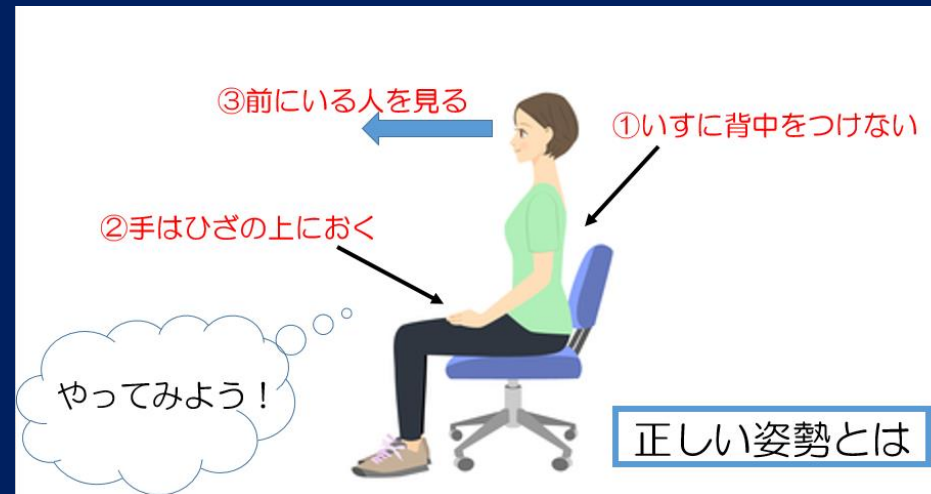 ③前にいる人を見る
①いすに背中をつけない
②手はひざの上におく
やってみよう！
正しい姿勢とは